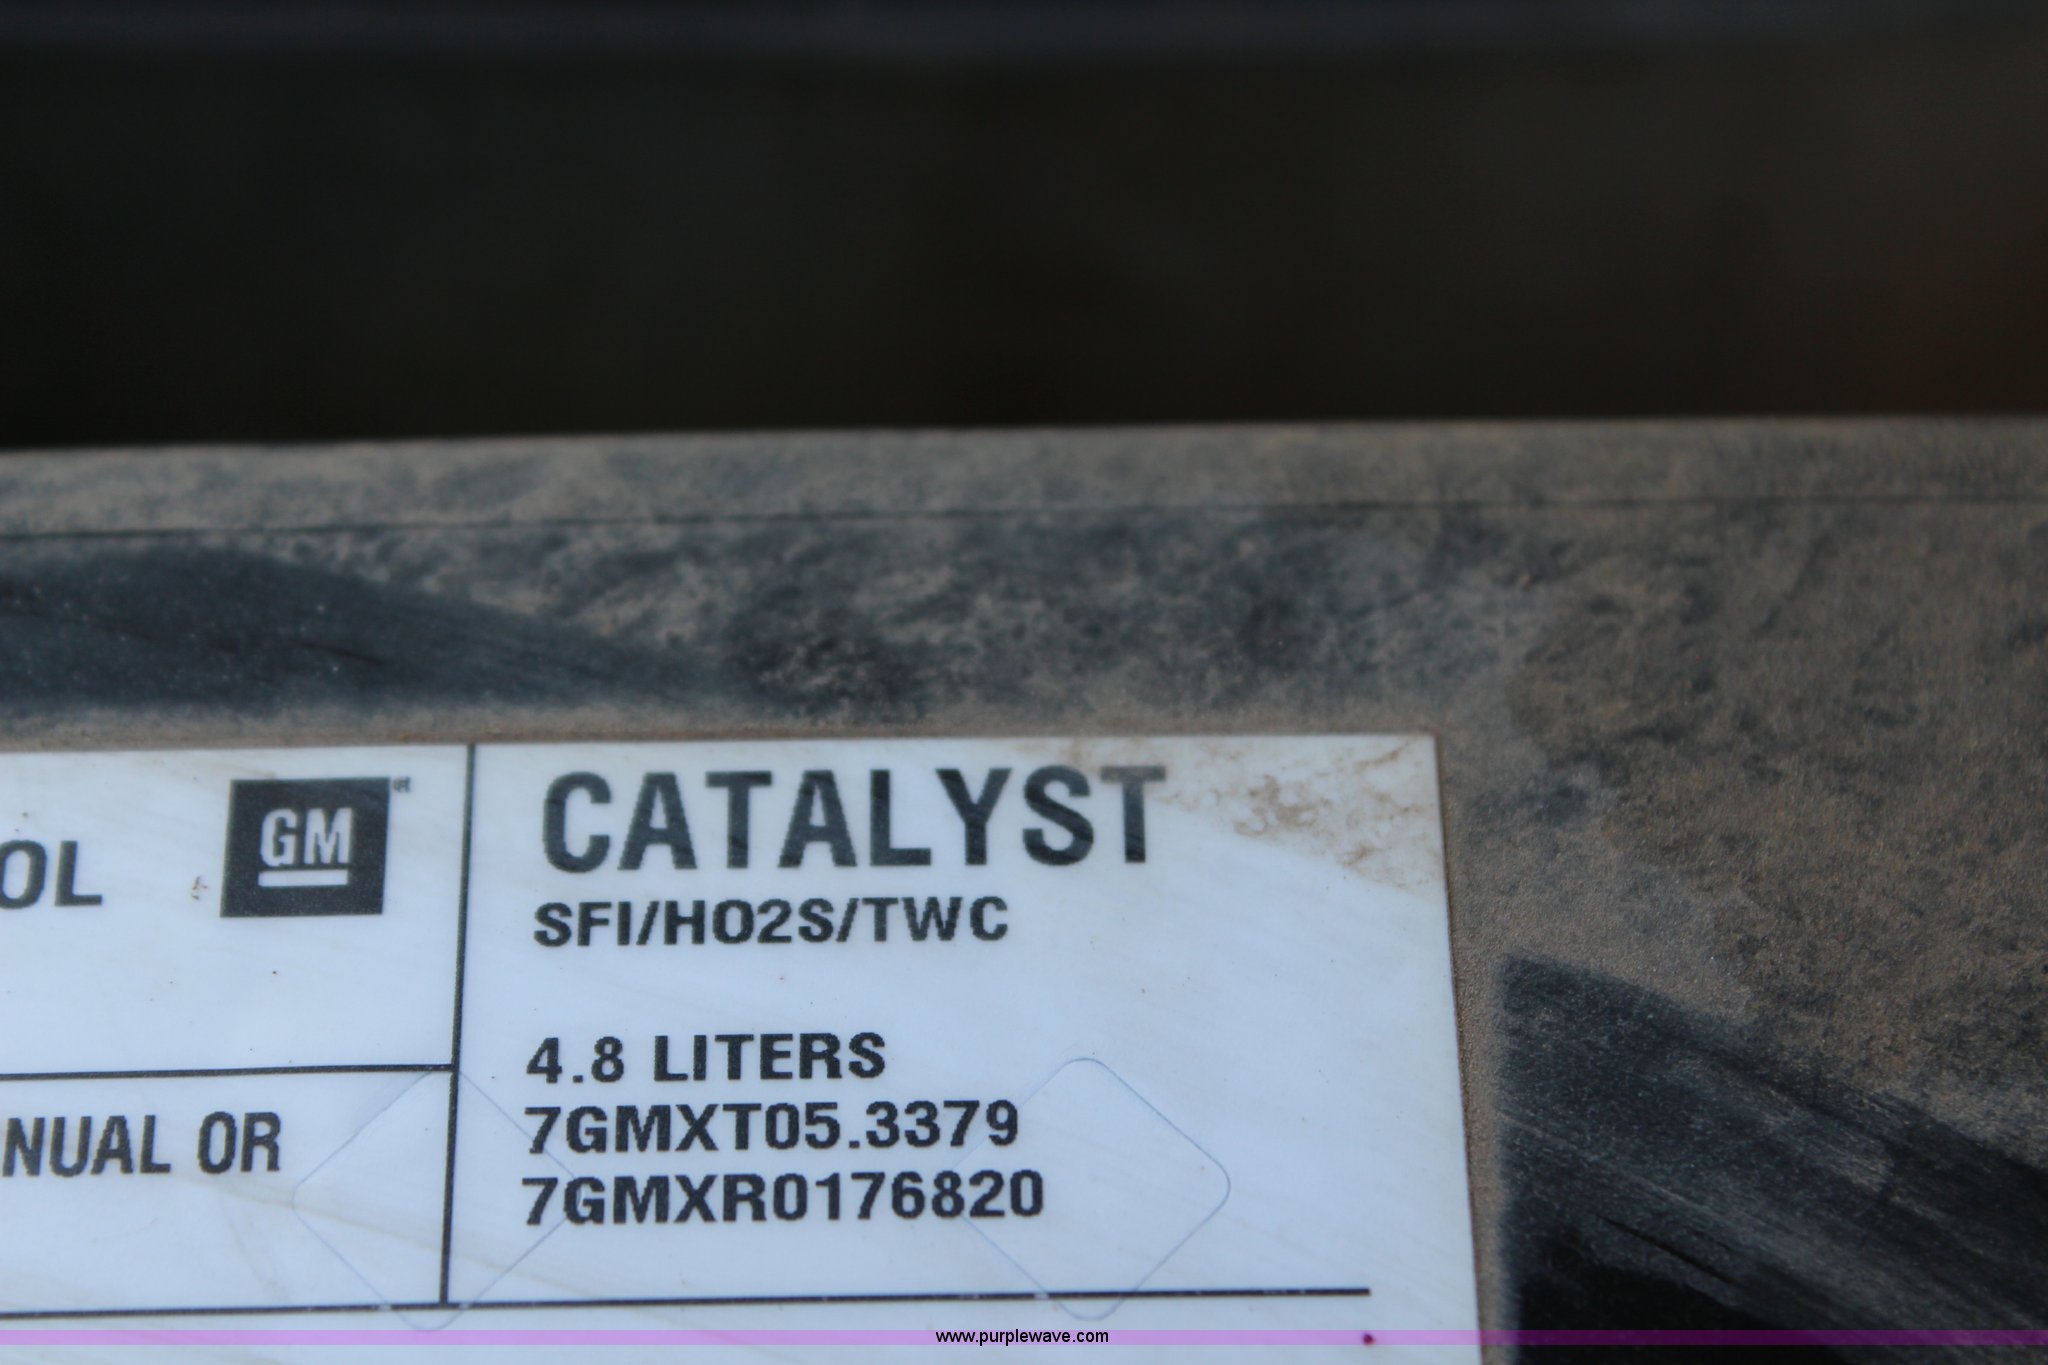 OL
GM
CATALYST
SFI/HO2S/TWC
4.8 LITERS
7GMXT05.3379
7GMXR0176820
NUAL OR
www.purplewave.com